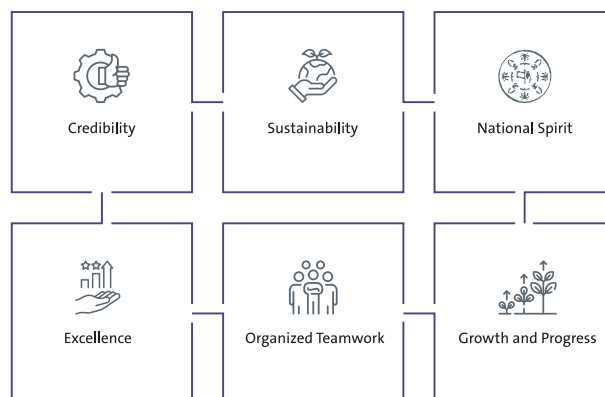 Credibility
Sustainability
National Spirit
Excellence
Organized Teamwork
Growth and Progress